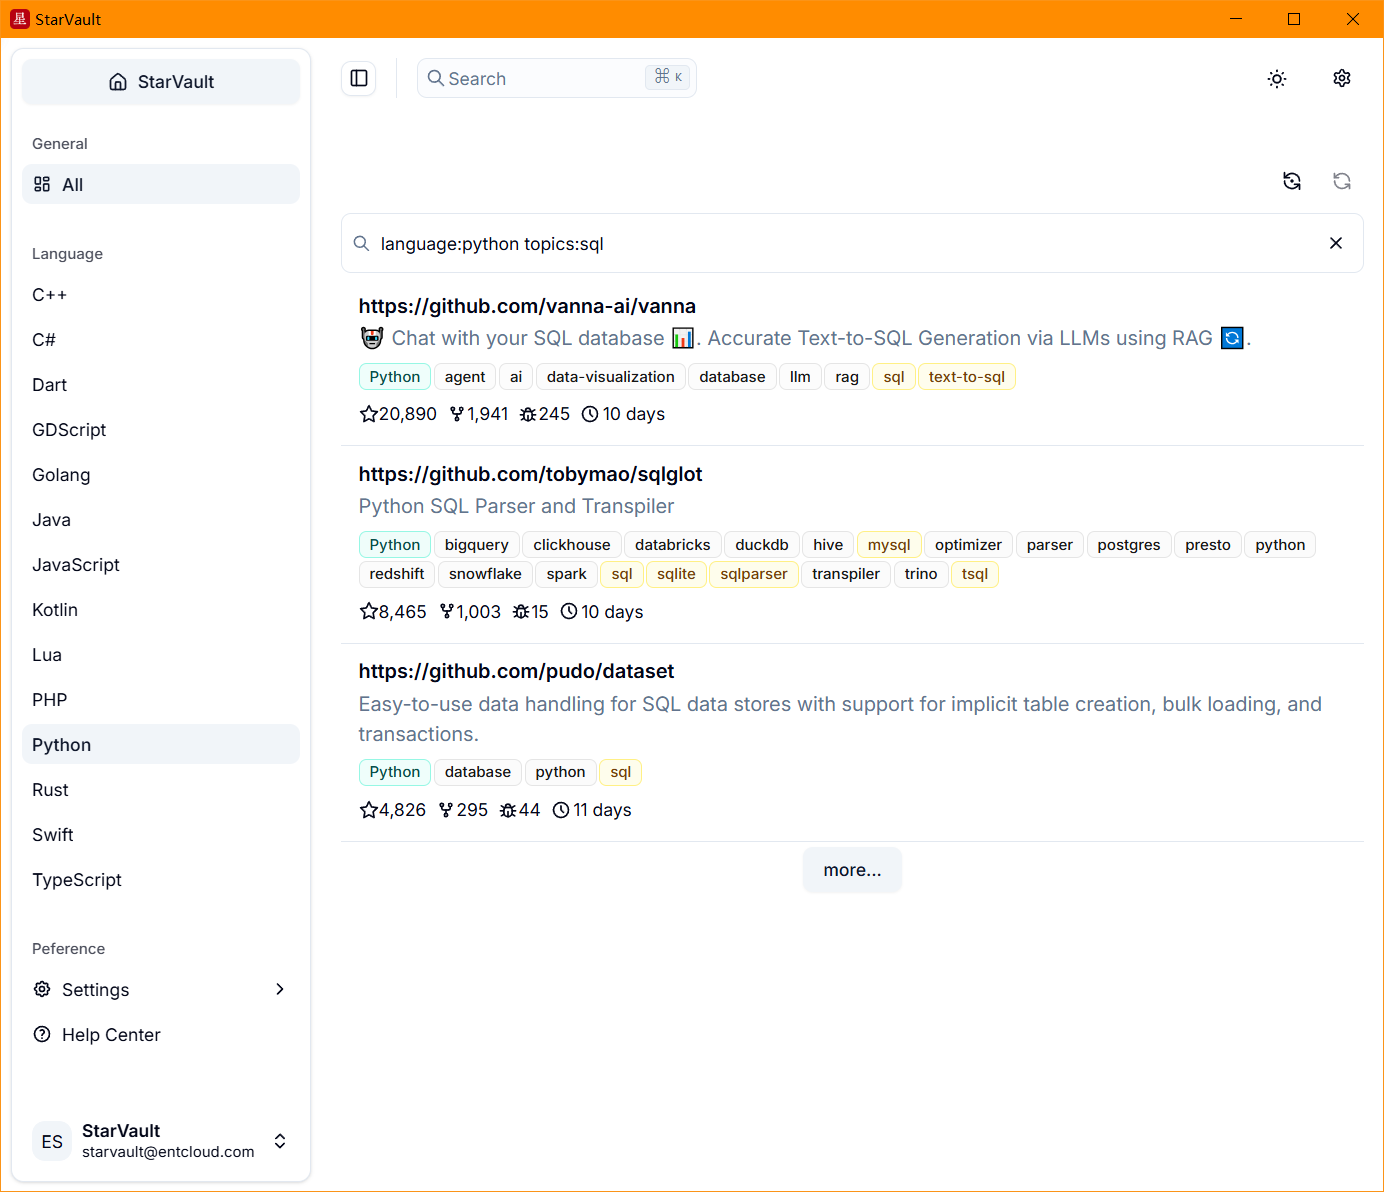 星 StarVault
StarVault
Search ⌘ K
General
All
Language
C++
C#
Dart
GDScript
Golang
Java
JavaScript
Kotlin
Lua
PHP
Python
Rust
Swift
TypeScript
Peference
Settings
Help Center
ES
StarVault
starvault@entcloud.com
language:python topics:sql
https://github.com/vanna-ai/vanna
🤖 Chat with your SQL database 📊. Accurate Text-to-SQL Generation via LLMs using RAG 🔄.
Python agent ai data-visualization database llm rag sql text-to-sql
20,890 1,941 245 10 days
https://github.com/tobymao/sqlglot
Python SQL Parser and Transpiler
Python bigquery clickhouse databricks duckdb hive mysql optimizer parser postgres presto python
redshift snowflake spark sql sqlite sqlparser transpiler trino tsql
8,465 1,003 15 10 days
https://github.com/pudo/dataset
Easy-to-use data handling for SQL data stores with support for implicit table creation, bulk loading, and
transactions.
Python database python sql
4,826 295 44 11 days
more...